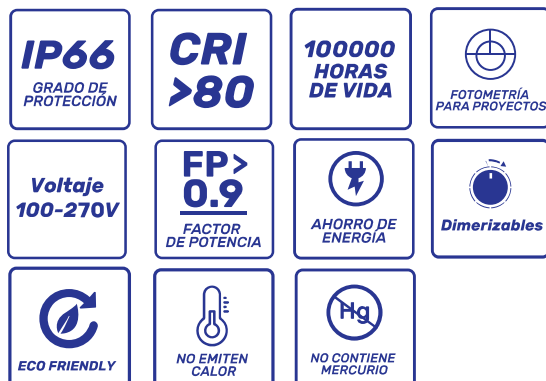 IP66
GRADO DE
PROTECCIÓN
CRI
>80
100000
HORAS
DE VIDA
FOTOMETRÍA
PARA PROYECTOS
Voltaje
100-270V
FP>
0.9
FACTOR
DE POTENCIA
AHORRO DE
ENERGÍA
Dimerizables
ECO FRIENDLY
NO EMITEN
CALOR
Hg
NO CONTIENE
MERCURIO